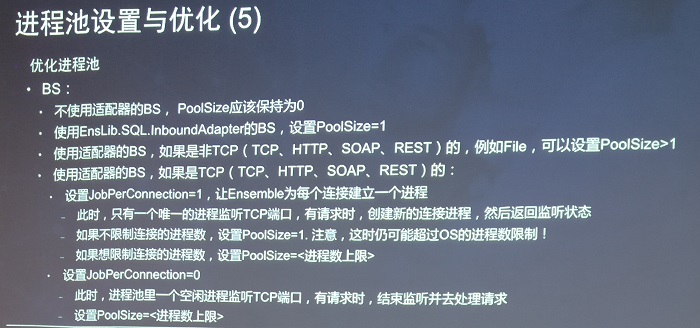 进程池设置与优化 (5)
优化进程池
• BS：
• 不使用适配器的BS， PoolSize应该保持为0
• 使用EnsLib.SQL.InboundAdapter的BS，设置PoolSize=1
• 使用适配器的BS，如果是非TCP（TCP、HTTP、SOAP、REST）的，例如File，可以设置PoolSize>1
• 使用适配器的BS，如果是TCP（TCP、HTTP、SOAP、REST）的：
• 设置JobPerConnection=1，让Ensemble为每个连接建立一个进程
- 此时，只有一个唯一的进程监听TCP端口，有请求时，创建新的连接进程，然后返回监听状态
- 如果不限制连接的进程数，设置PoolSize=1. 注意，这时仍可能超过OS的进程数限制！
- 如果想限制连接的进程数，设置PoolSize=<进程数上限>
• 设置JobPerConnection=0
- 此时，进程池里一个空闲进程监听TCP端口，有请求时，结束监听并去处理请求
- 设置PoolSize=<进程数上限>